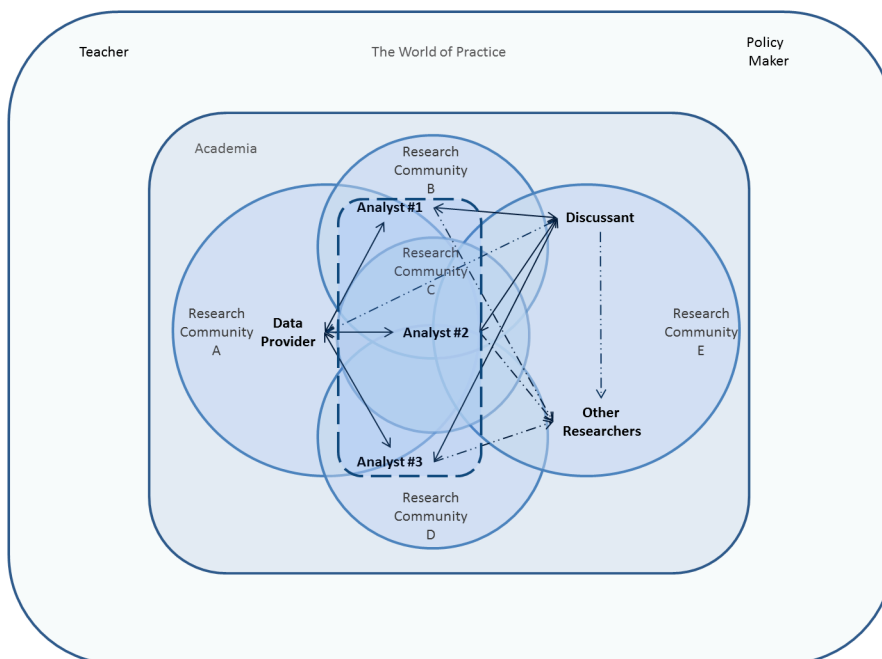 Teacher
The World of Practice
Policy
Maker
Academia
Research
Community
B
Analyst #1
Discussant
Research
Community
C
Research
Community
A
Data
Provider
Analyst #2
Research
Community
E
Other
Researchers
Analyst #3
Research
Community
D